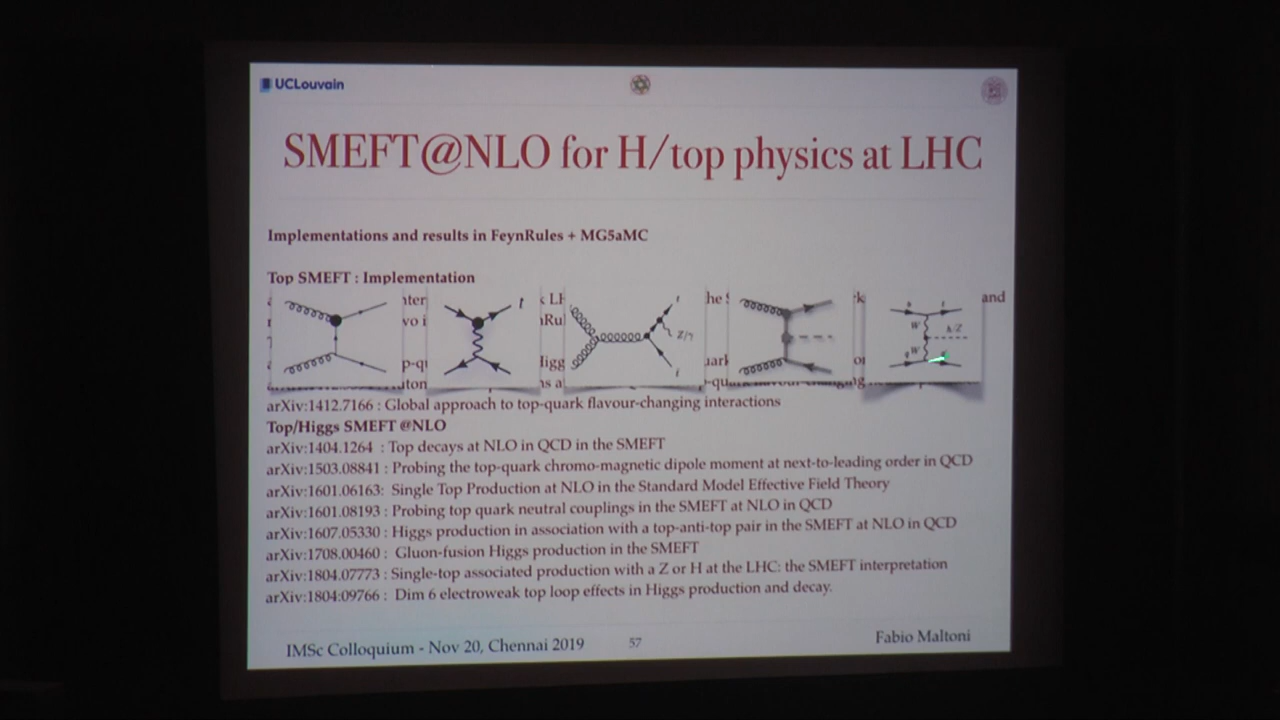 UCLouvain
SMEFT@NLO for H/top physics at LHC
Implementations and results in FeynRules + MG5aMC
Top SMEFT : Implementation
and
t
t
Z/γ
t
W
W
h/Z
arXiv:1412.7166 : Global approach to top-quark flavour-changing interactions
Top/Higgs SMEFT @NLO
arXiv:1404.1264 : Top decays at NLO in QCD in the SMEFT
arXiv:1503.08841 : Probing the top-quark chromo-magnetic dipole moment at next-to-leading order in QCD
arXiv:1601.06163: Single Top Production at NLO in the Standard Model Effective Field Theory
arXiv:1601.08193 : Probing top quark neutral couplings in the SMEFT at NLO in QCD
arXiv:1607.05330 : Higgs production in association with a top-anti-top pair in the SMEFT at NLO in QCD
arXiv:1708.00460 : Gluon-fusion Higgs production in the SMEFT
arXiv:1804.07773 : Single-top associated production with a Z or H at the LHC: the SMEFT interpretation
arXiv:1804:09766 : Dim 6 electroweak top loop effects in Higgs production and decay.
IMSc Colloquium - Nov 20, Chennai 2019
57
Fabio Maltoni